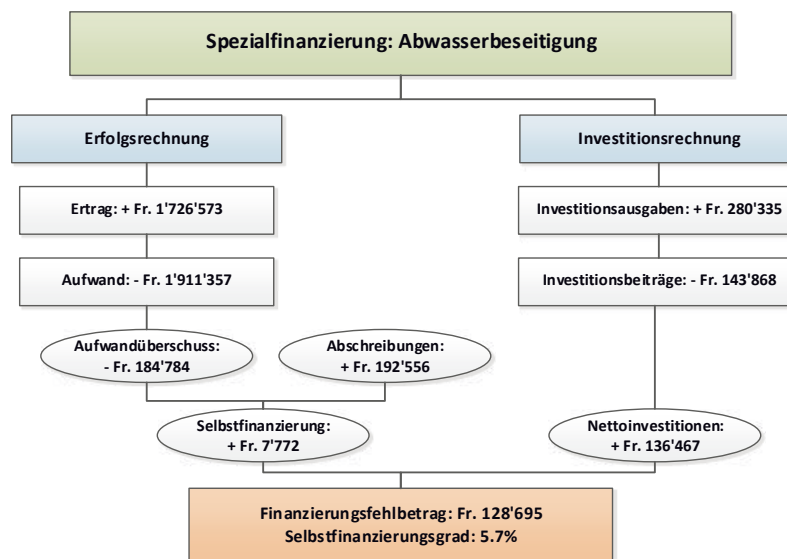 Spezialfinanzierung: Abwasserbeseitigung
Erfolgsrechnung
Investitionsrechnung
Ertrag: + Fr. 1'726'573
Investitionsausgaben: + Fr. 280'335
Aufwand: - Fr. 1'911'357
Investitionsbeiträge: - Fr. 143'868
Aufwandüberschuss:
- Fr. 184'784
Abschreibungen:
+ Fr. 192'556
Selbstfinanzierung:
+ Fr. 7'772
Nettoinvestitionen:
+ Fr. 136'467
Finanzierungsfehlbetrag: Fr. 128'695
Selbstfinanzierungsgrad: 5.7%